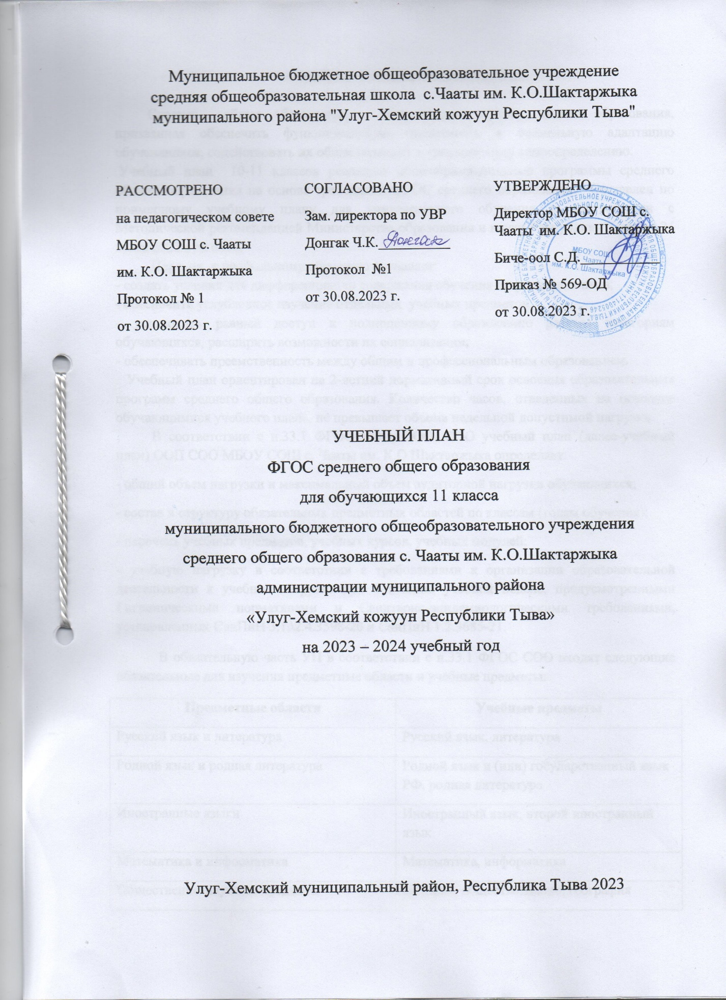 Муниципальное бюджетное общеобразовательное учреждение
средняя общеобразовательная школа с.Чааты им. К.О.Шактаржыка
муниципального района "Улуг-Хемский кожуун Республики Тыва"
РАССМОТРЕНО
на педагогическом совете
МБОУ СОШ с. Чааты
им. К.О. Шактаржыка
Протокол № 1
от 30.08.2023 г.
СОГЛАСОВАНО
Зам. директора по УВР
Донгак Ч.К.__________ Донгак
Протокол №1
от 30.08.2023 г.
УТВЕРЖДЕНО
Директор МБОУ СОШ с.
Чааты им. К.О. Шактаржыка
Биче-оол С.Д.___________
Приказ № 569-ОД
от 30.08.2023 г.
МБОУ СОШ
с. Чааты
им. К.О. Шактаржыка
УЧЕБНЫЙ ПЛАН
ФГОС среднего общего образования
для обучающихся 11 класса
муниципального бюджетного общеобразовательного учреждения
среднего общего образования с. Чааты им. К.О.Шактаржыка
администрации муниципального района
«Улуг-Хемский кожуун Республики Тыва»
на 2023 – 2024 учебный год
Улуг-Хемский муниципальный район, Республика Тыва 2023